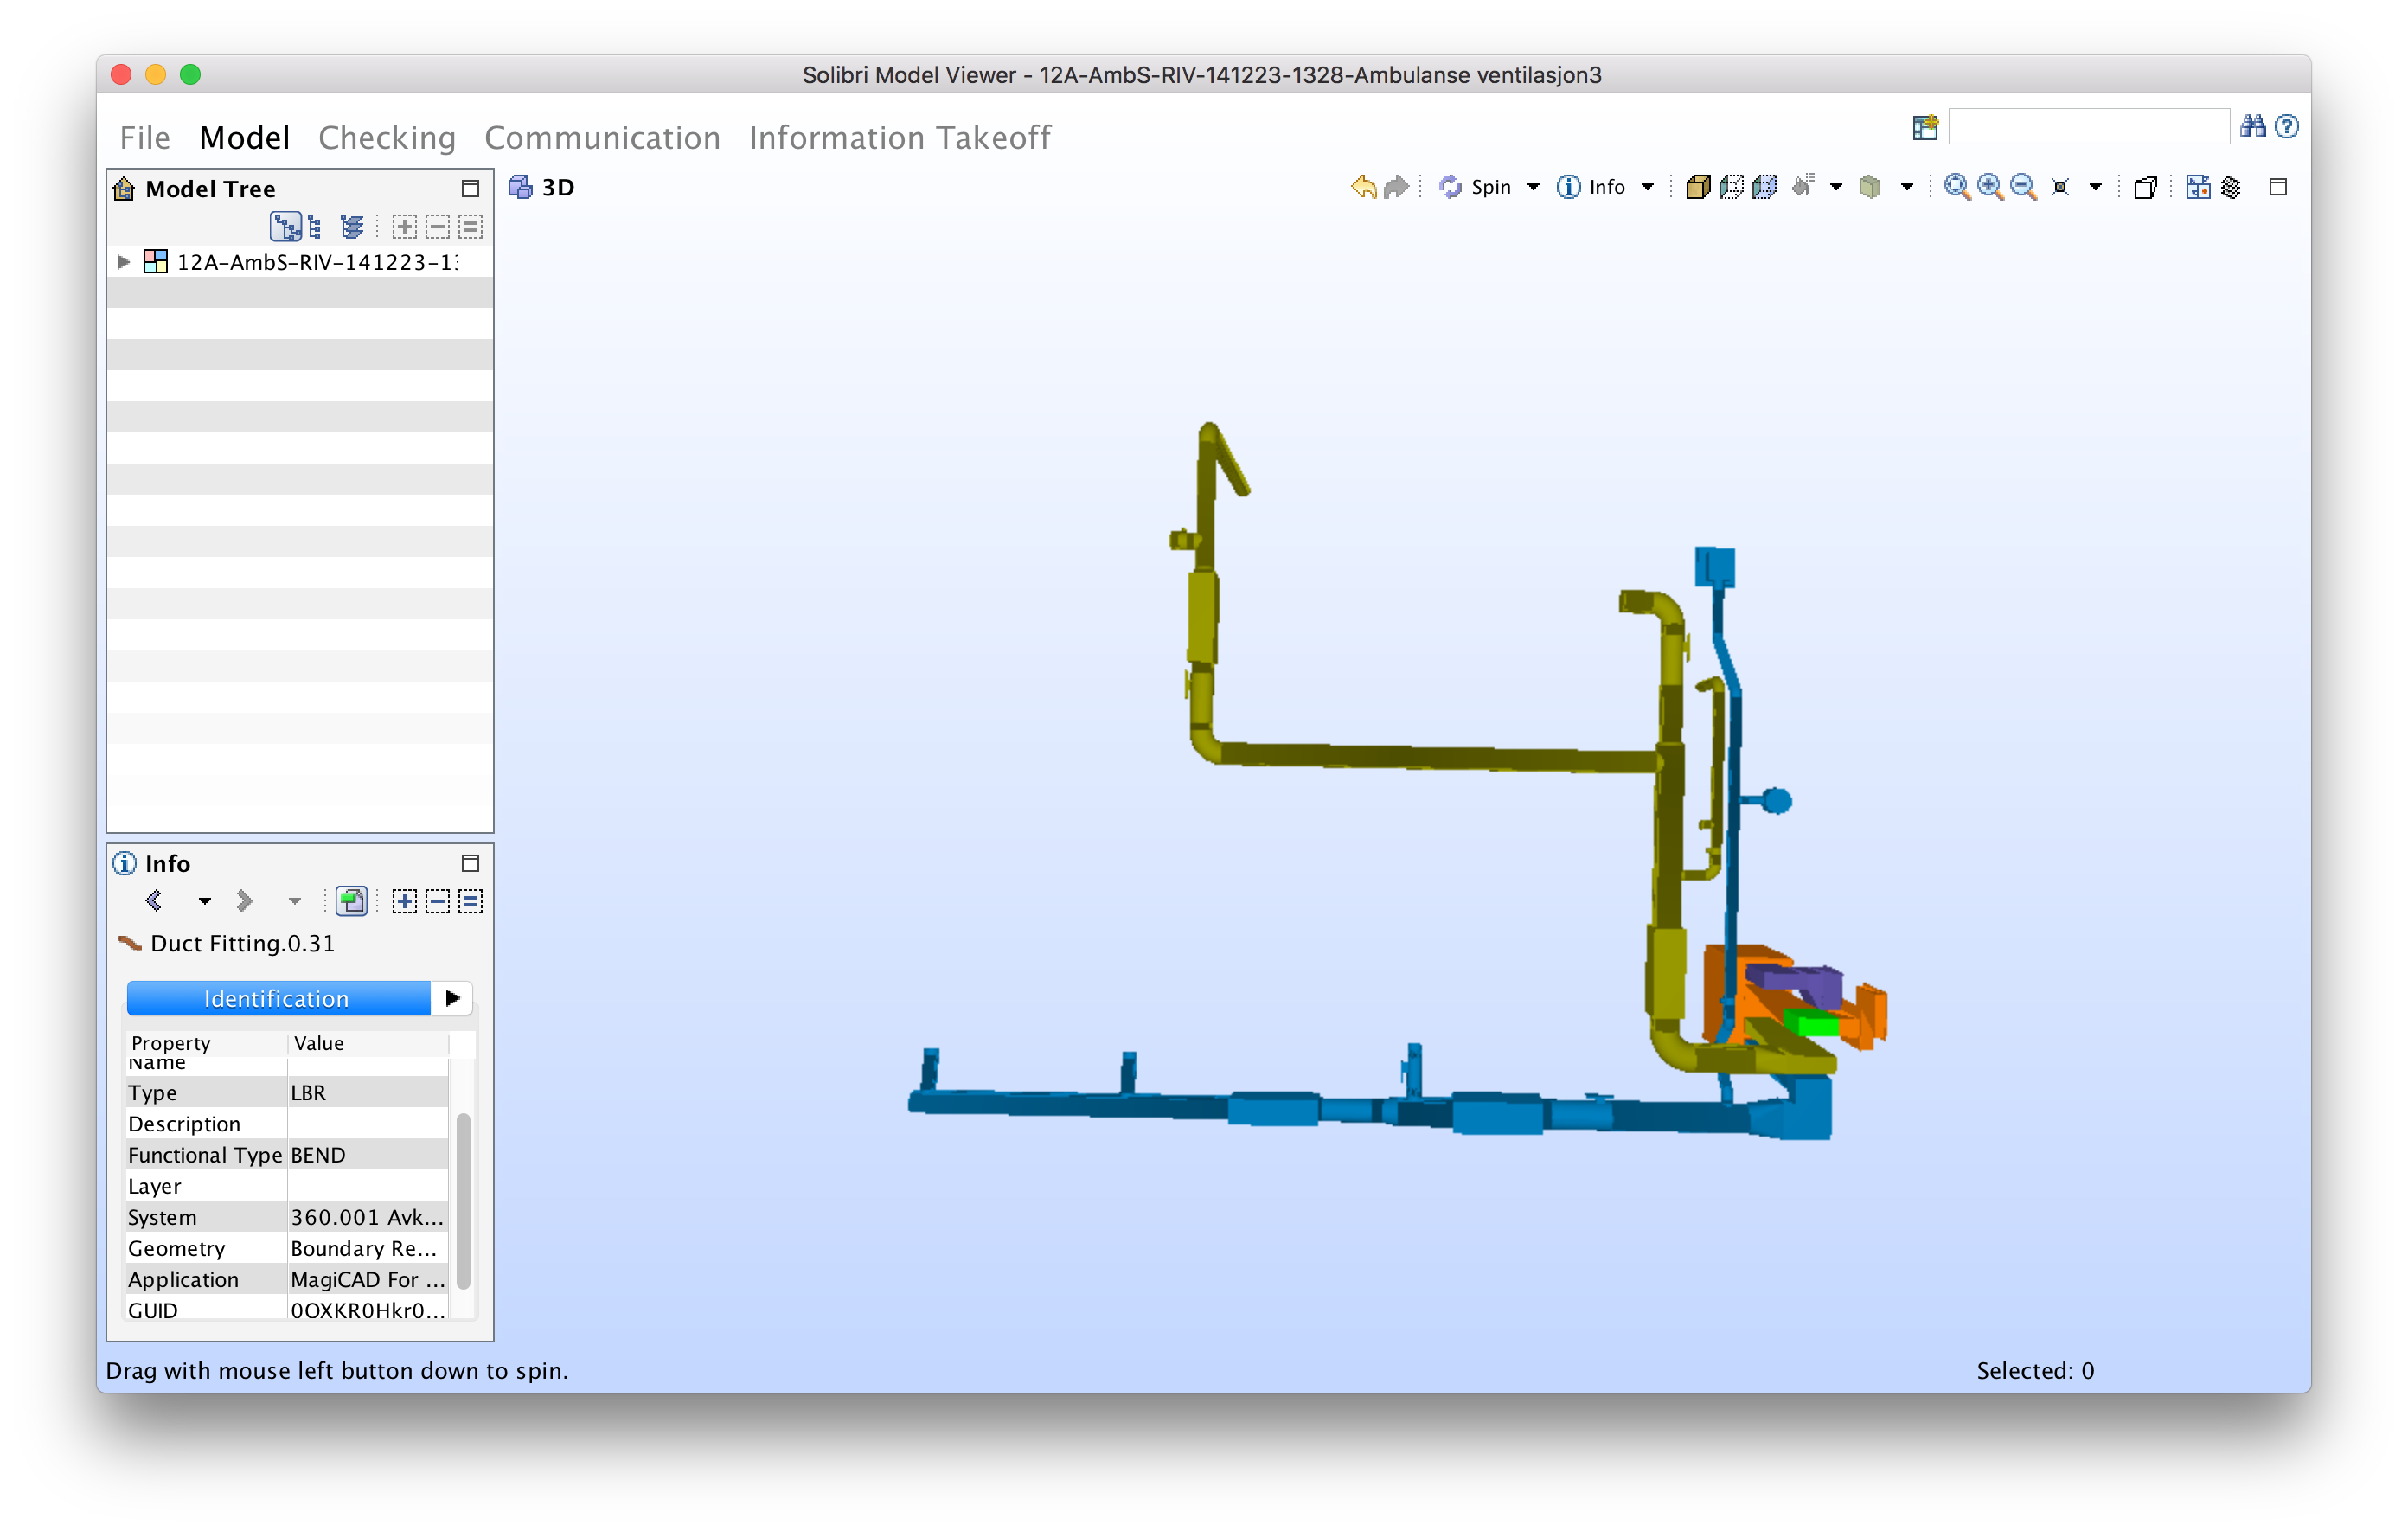 Solibri Model Viewer - 12A-AmbS-RIV-141223-1328-Ambulanse ventilasjon3
File Model Checking Communication Information Takeoff
Model Tree
3D
Spin
Info
12A-AmbS-RIV-141223-1
Info
Duct Fitting.0.31
Identification
Property Value
Name
Type LBR
Description
Functional Type BEND
Layer
System 360.001 Avk...
Geometry Boundary Re...
Application MagiCAD For ...
GUID 0OXKR0Hkr0...
Drag with mouse left button down to spin.
Selected: 0